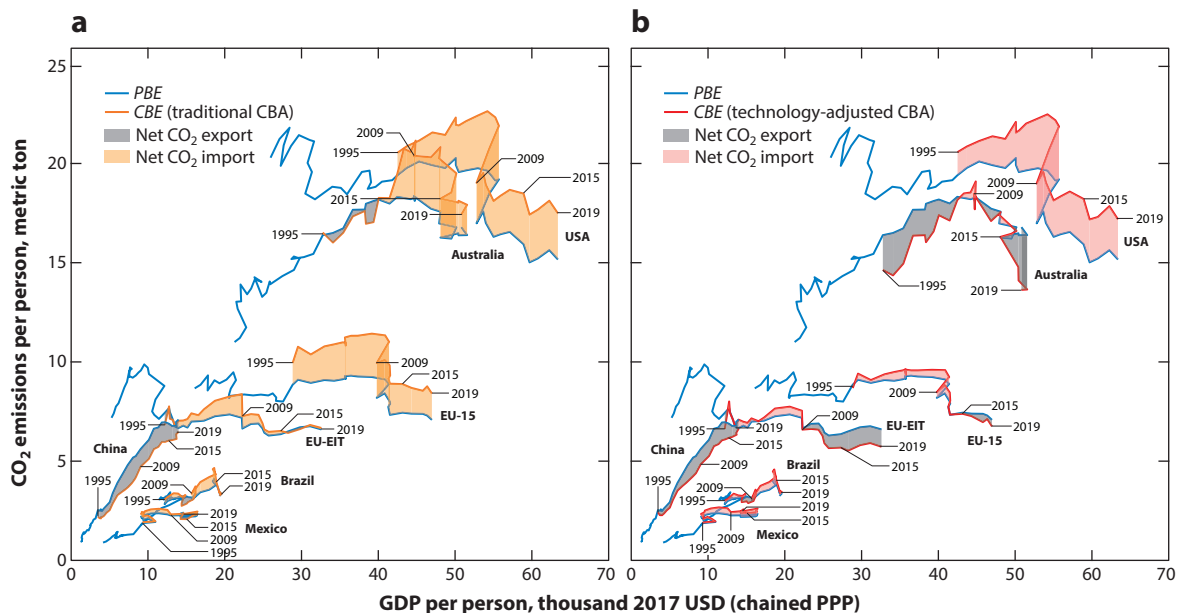 a
25
20
15
10
5
0
CO2 emissions per person, metric ton
PBE
CBE (traditional CBA)
Net CO2 export
Net CO2 import
2009
1995
2009
2015
2015
2019
2019
1995
USA
Australia
1995
2009
2015
2019
EU-15
1995
2019
2009
2015
2019
EU-EIT
China
2015
2009
1995
2009
2015
2019
Brazil
1995
2019
2015
2009
1995
Mexico
0 10 20 30 40 50 60 70
b
PBE
CBE (technology-adjusted CBA)
Net CO2 export
Net CO2 import
1995
2009
2009
2015
2019
USA
2015
Australia
1995
2019
1995
2009
2015
2019
EU-15
1995
2019
2009
EU-EIT
2019
2015
China
2015
2009
1995
Brazil
2009
2015
2019
1995
2019
2015
2009
Mexico
0 10 20 30 40 50 60 70
GDP per person, thousand 2017 USD (chained PPP)